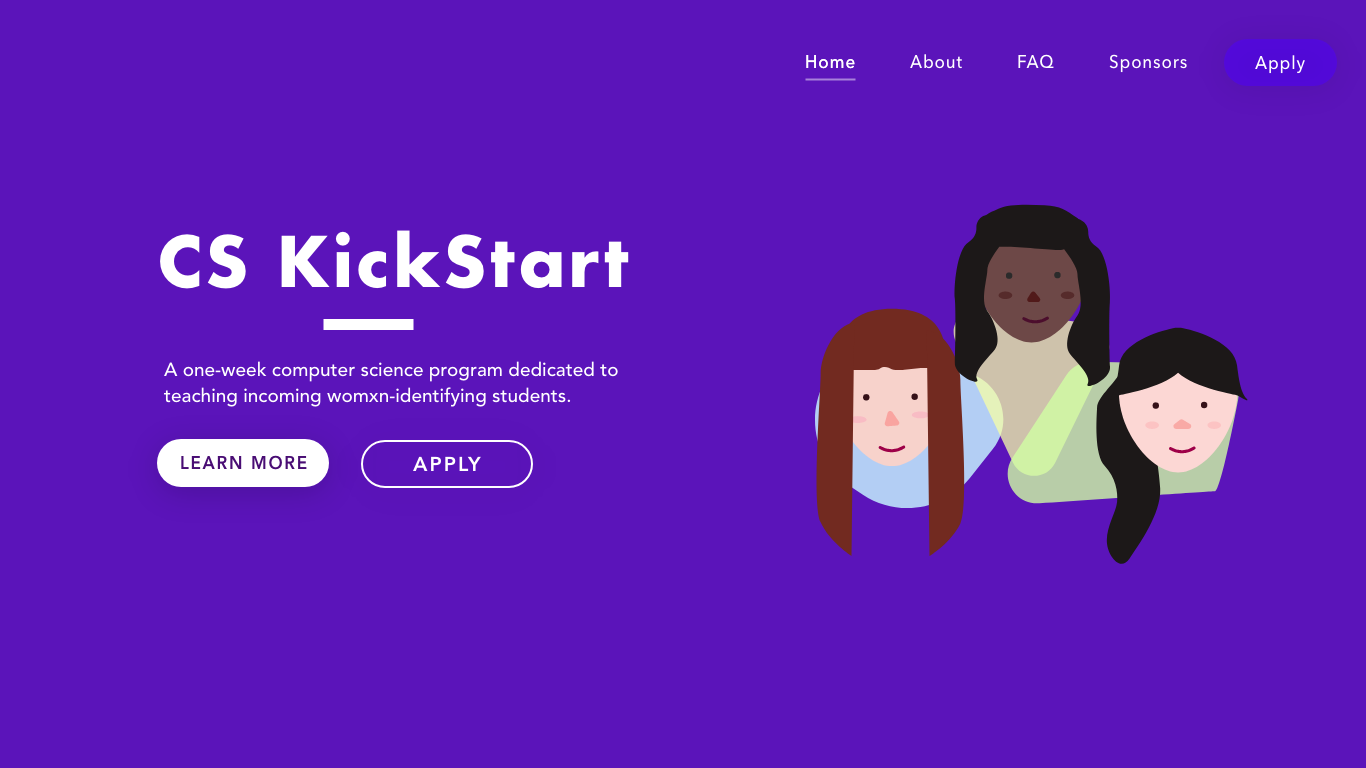 Home About FAQ Sponsors Apply
CS KickStart
A one-week computer science program dedicated to
teaching incoming womxn-identifying students.
LEARN MORE APPLY